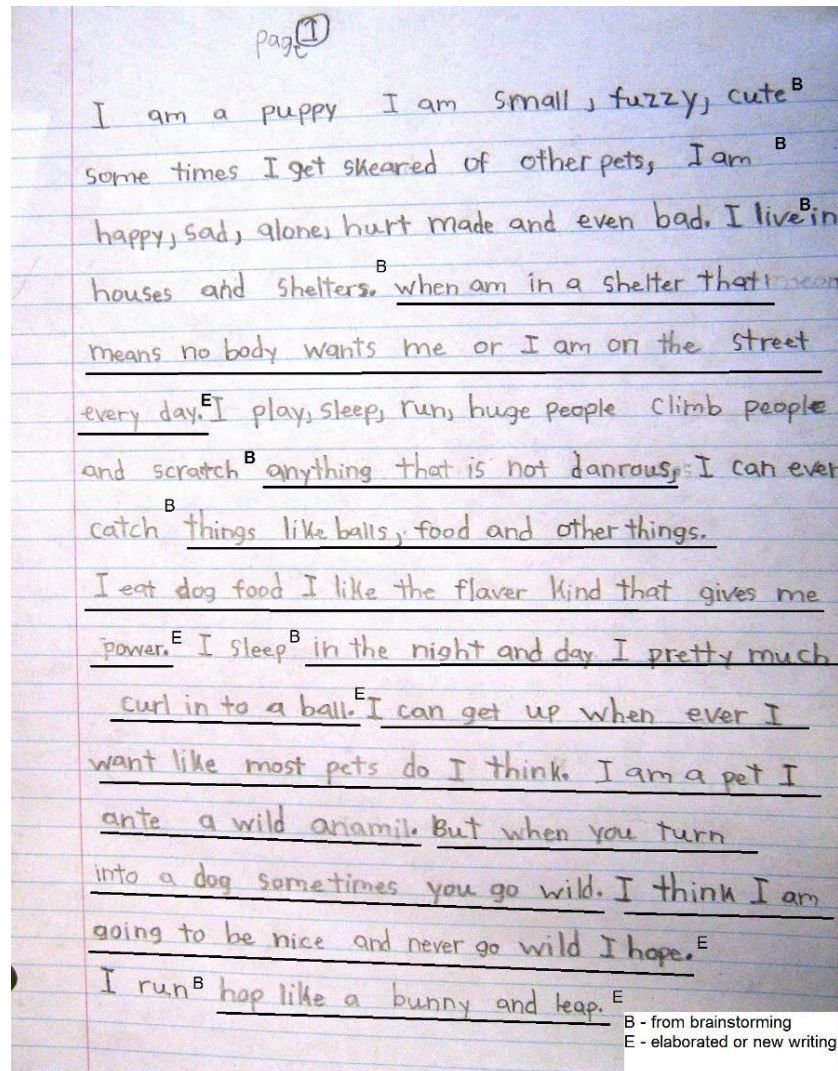 page 1
I am a puppy I am small, fuzzy, cute B
some times I get skeared of other pets, I am B
happy, sad, alone, hurt made and even bad. I live B in
houses and shelters. B when am in a shelter that mean
means no body wants me or I am on the street
every day. E I play, sleep, run, huge people climb people
and scratch B anything that is not danrous, I can ever
catch B things like balls, food and other things.
I eat dog food I like the flaver kind that gives me
power. E I sleep B in the night and day I pretty much
curl in to a ball. E I can get up when ever I
want like most pets do I think. I am a pet I
ante a wild anamil. But when you turn
into a dog sometimes you go wild. I think I am
going to be nice and never go wild I hope. E
I run B hop like a bunny and leap. E
B - from brainstorming
E - elaborated or new writing